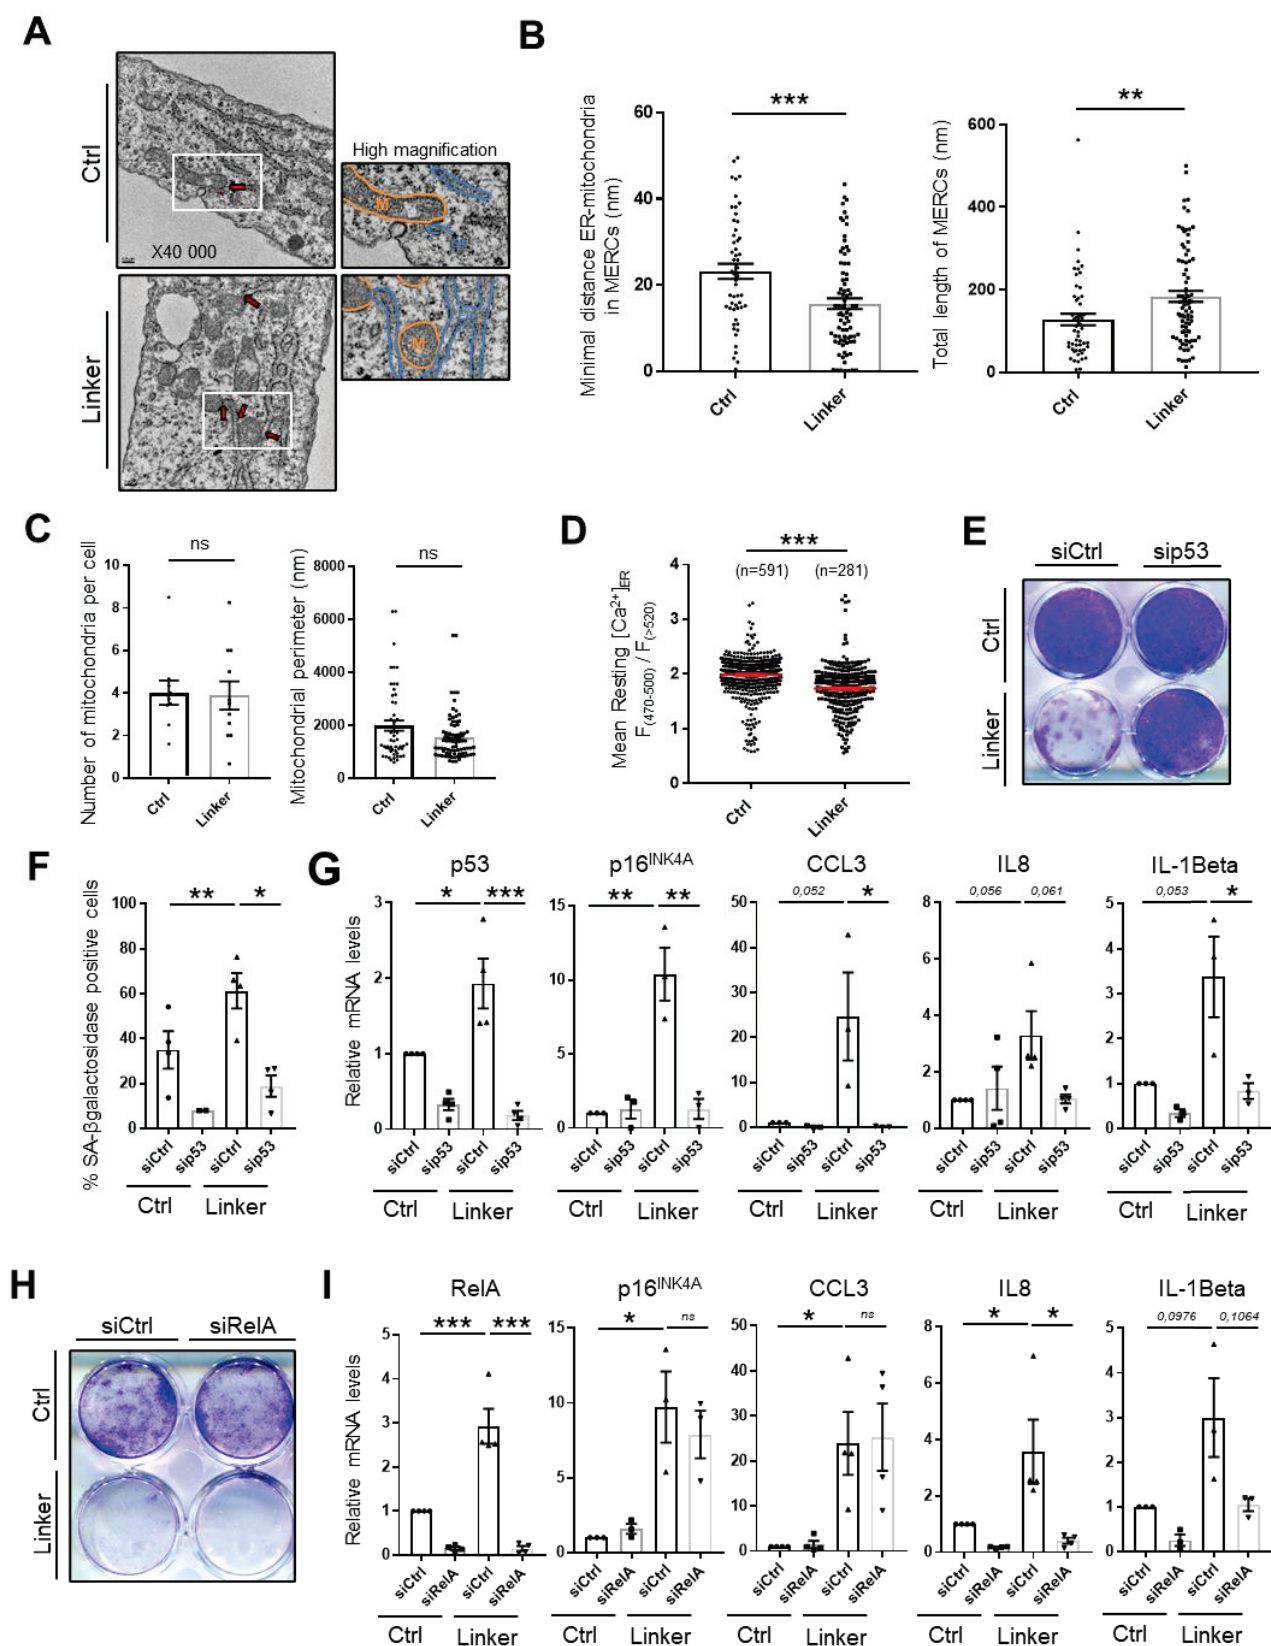 A
Ctrl
X40 000
High magnification
M
Linker
M
B
Minimal distance ER-mitochondria
in MERCs (nm)
60
40
20
0
***
Ctrl
Linker
Total length of MERCs (nm)
600
400
200
0
**
Ctrl
Linker
C
Number of mitochondria per cell
10
8
6
4
2
0
ns
Ctrl
Linker
Mitochondrial perimeter (nm)
8000
6000
4000
2000
0
ns
Ctrl
Linker
D
Mean Resting [Ca²⁺]ER
F(470-500) / F(>520)
4
3
2
1
0
***
(n=591) (n=281)
Ctrl
Linker
E
siCtrl sip53
Ctrl
Linker
F
% SA-βgalactosidase positive cells
100
80
60
40
20
0
** *
siCtrl sip53 siCtrl sip53
Ctrl Linker
G
Relative mRNA levels
p53
3
2
1
0
* ***
siCtrl sip53 siCtrl sip53
Ctrl Linker
p16INK4A
15
10
5
0
** **
siCtrl sip53 siCtrl sip53
Ctrl Linker
CCL3
50
40
30
20
10
0
0,052 *
siCtrl sip53 siCtrl sip53
Ctrl Linker
IL8
8
6
4
2
0
0,056 0,061
siCtrl sip53 siCtrl sip53
Ctrl Linker
IL-1Beta
5
4
3
2
1
0
0,053 *
siCtrl sip53 siCtrl sip53
Ctrl Linker
H
siCtrl siRelA
Ctrl
Linker
I
Relative mRNA levels
RelA
5
4
3
2
1
0
*** ***
siCtrl siRelA siCtrl siRelA
Ctrl Linker
p16INK4A
15
10
5
0
* ns
siCtrl siRelA siCtrl siRelA
Ctrl Linker
CCL3
50
40
30
20
10
0
* ns
siCtrl siRelA siCtrl siRelA
Ctrl Linker
IL8
8
6
4
2
0
* *
siCtrl siRelA siCtrl siRelA
Ctrl Linker
IL-1Beta
5
4
3
2
1
0
0,0976 0,1064
siCtrl siRelA siCtrl siRelA
Ctrl Linker